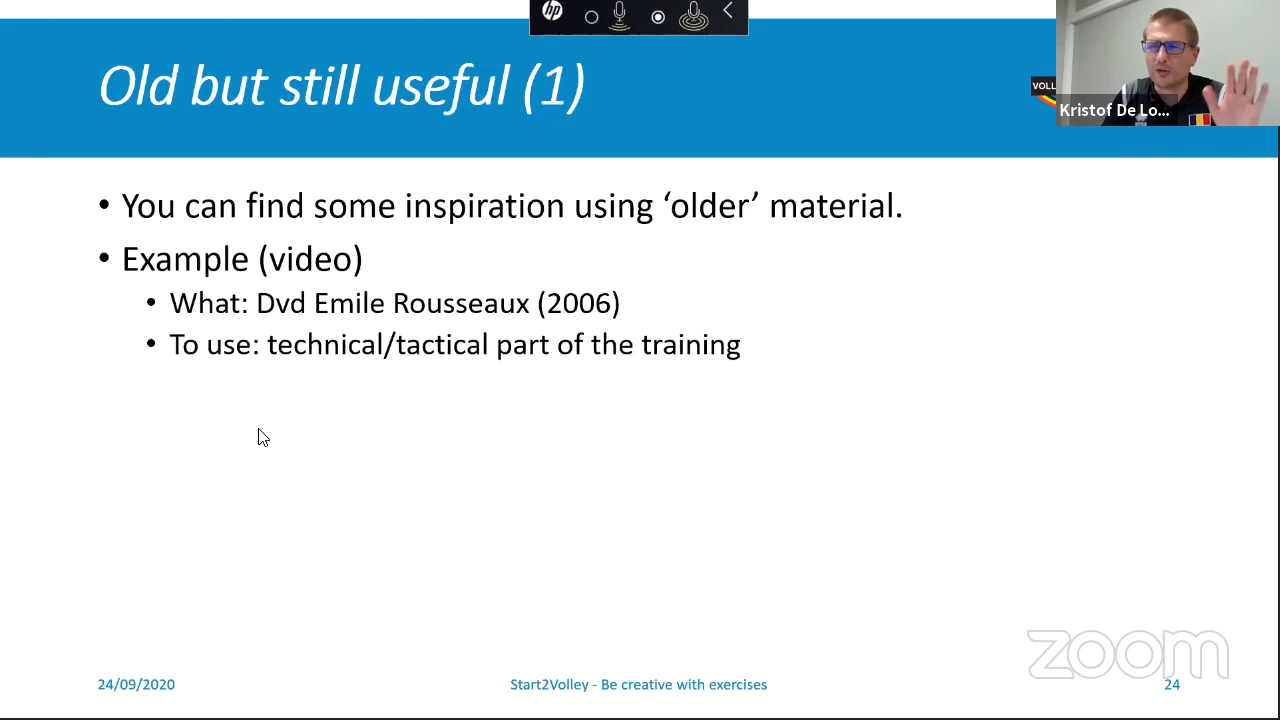 hp
Old but still useful (1)
VOLL
Kristof De Lo...
• You can find some inspiration using ‘older’ material.
• Example (video)
• What: Dvd Emile Rousseaux (2006)
• To use: technical/tactical part of the training
zoom
24/09/2020
Start2Volley - Be creative with exercises
24